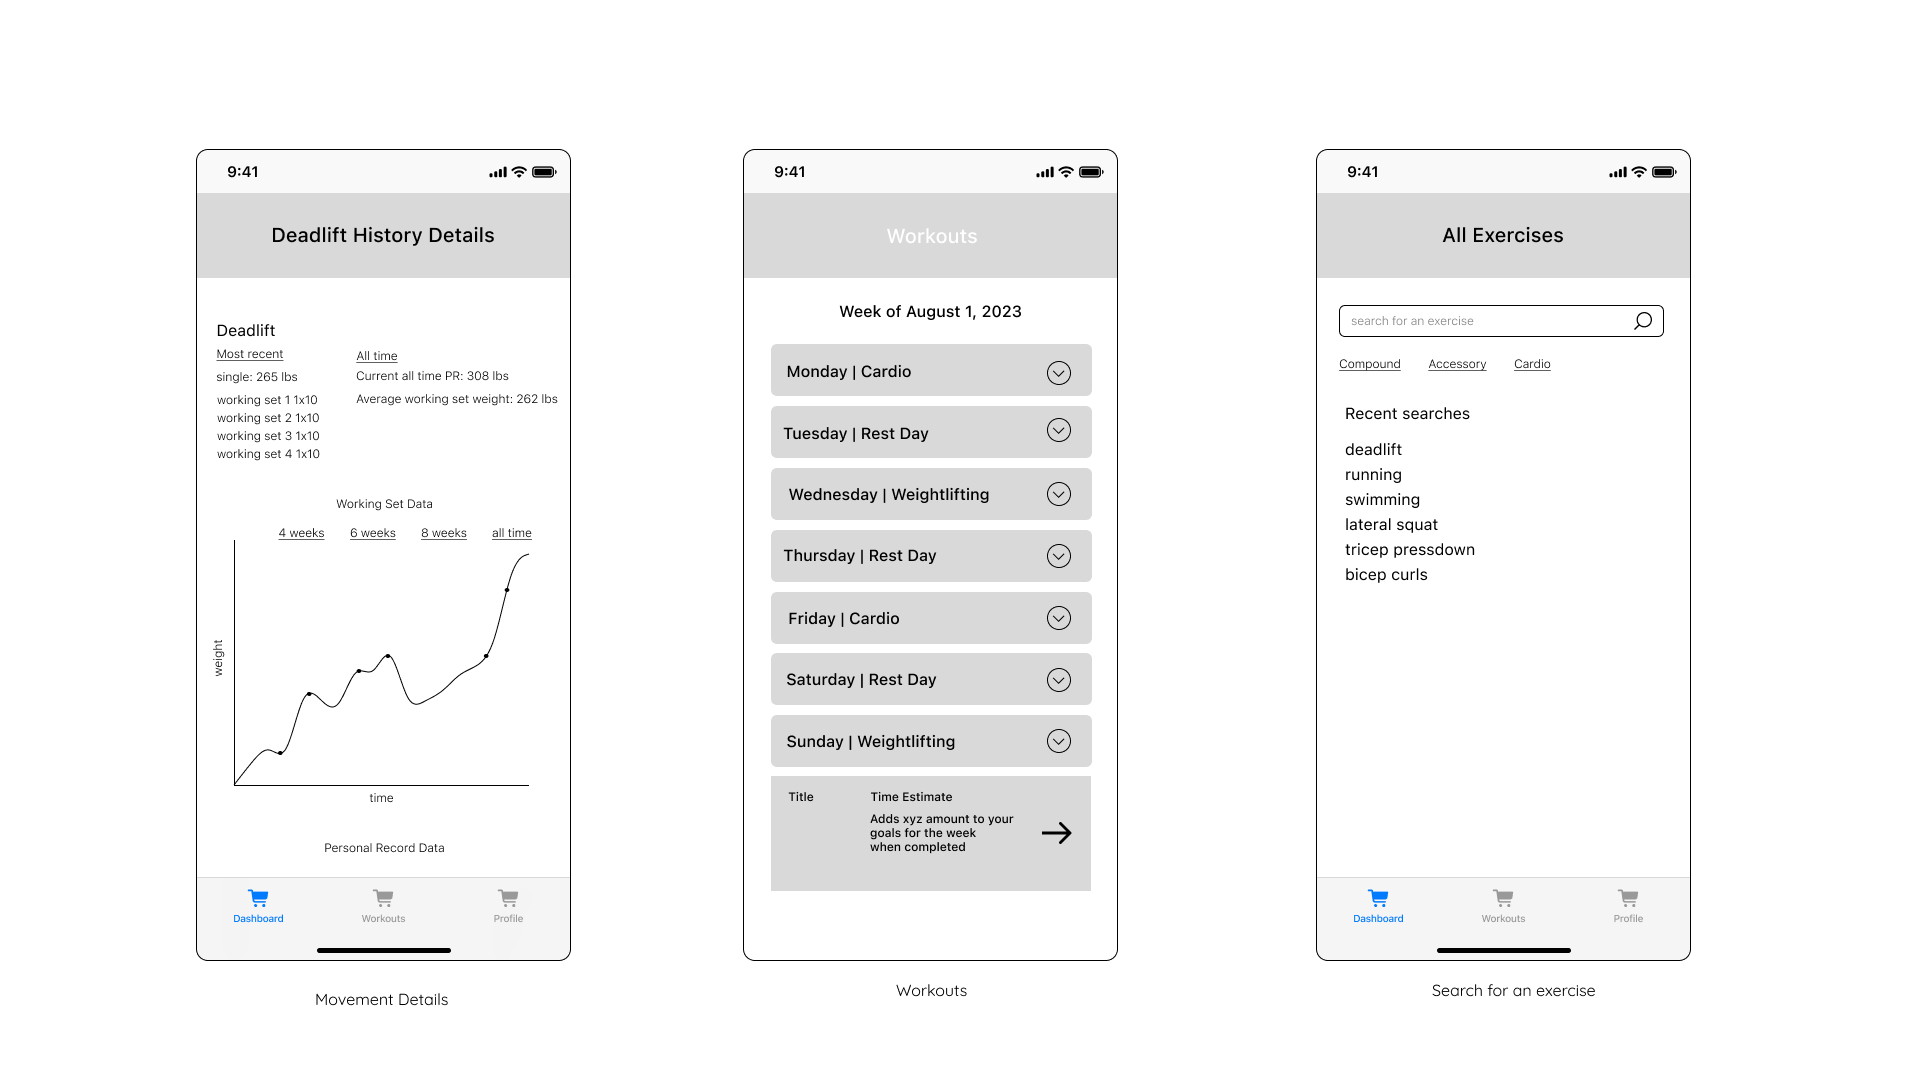 9:41
Deadlift History Details
Deadlift
Most recent
single: 265 lbs
working set 1 1x10
working set 2 1x10
working set 3 1x10
working set 4 1x10
All time
Current all time PR: 308 lbs
Average working set weight: 262 lbs
Working Set Data
4 weeks 6 weeks 8 weeks all time
weight
time
Personal Record Data
Dashboard Workouts Profile
Movement Details
9:41
Workouts
Week of August 1, 2023
Monday | Cardio
Tuesday | Rest Day
Wednesday | Weightlifting
Thursday | Rest Day
Friday | Cardio
Saturday | Rest Day
Sunday | Weightlifting
Title
Time Estimate
Adds xyz amount to your
goals for the week
when completed
Workouts
9:41
All Exercises
search for an exercise
Compound Accessory Cardio
Recent searches
deadlift
running
swimming
lateral squat
tricep pressdown
bicep curls
Dashboard Workouts Profile
Search for an exercise